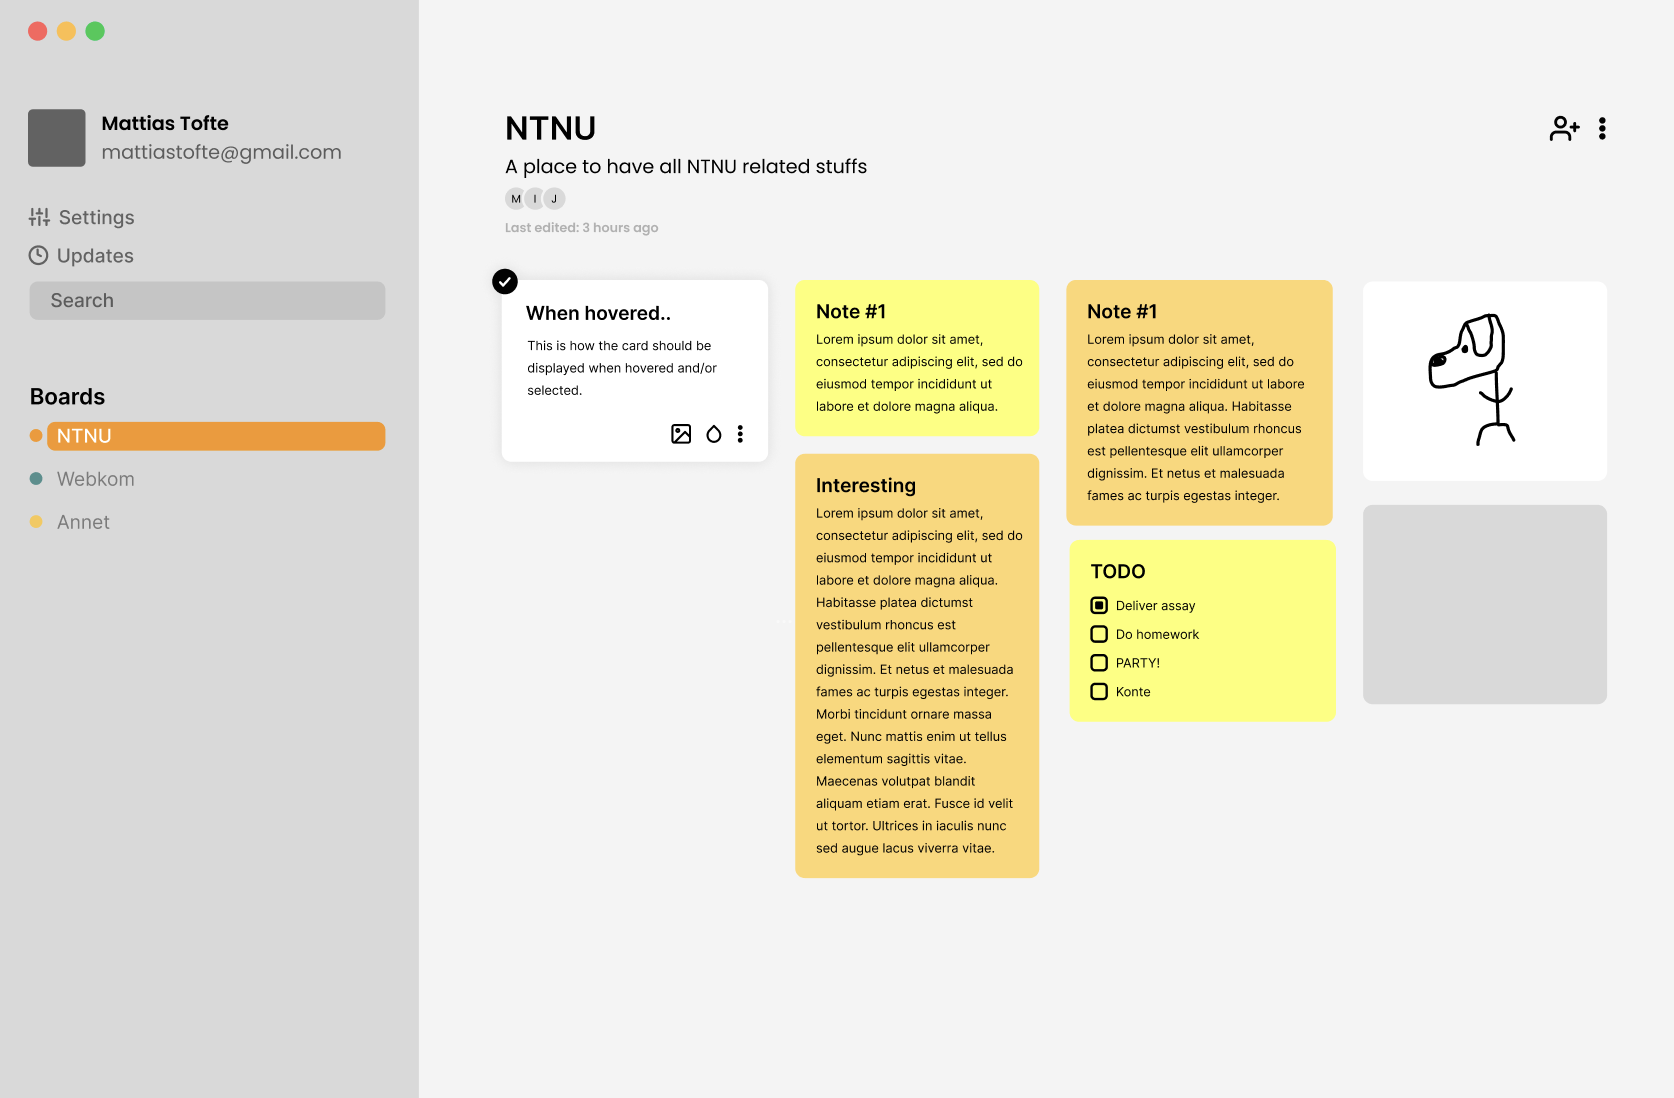 Mattias Tofte
mattiastofte@gmail.com
Settings
Updates
Search
Boards
NTNU
Webkom
Annet
NTNU
A place to have all NTNU related stuffs
M I J
Last edited: 3 hours ago
When hovered..
This is how the card should be
displayed when hovered and/or
selected.
Note #1
Lorem ipsum dolor sit amet,
consectetur adipiscing elit, sed do
eiusmod tempor incididunt ut
labore et dolore magna aliqua.
Interesting
Lorem ipsum dolor sit amet,
consectetur adipiscing elit, sed do
eiusmod tempor incididunt ut
labore et dolore magna aliqua.
Habitasse platea dictumst
vestibulum rhoncus est
pellentesque elit ullamcorper
dignissim. Et netus et malesuada
fames ac turpis egestas integer.
Morbi tincidunt ornare massa
eget. Nunc mattis enim ut tellus
elementum sagittis vitae.
Maecenas volutpat blandit
aliquam etiam erat. Fusce id velit
ut tortor. Ultrices in iaculis nunc
sed augue lacus viverra vitae.
Note #1
Lorem ipsum dolor sit amet,
consectetur adipiscing elit, sed do
eiusmod tempor incididunt ut labore
et dolore magna aliqua. Habitasse
platea dictumst vestibulum rhoncus
est pellentesque elit ullamcorper
dignissim. Et netus et malesuada
fames ac turpis egestas integer.
TODO
Deliver assay
Do homework
PARTY!
Konte